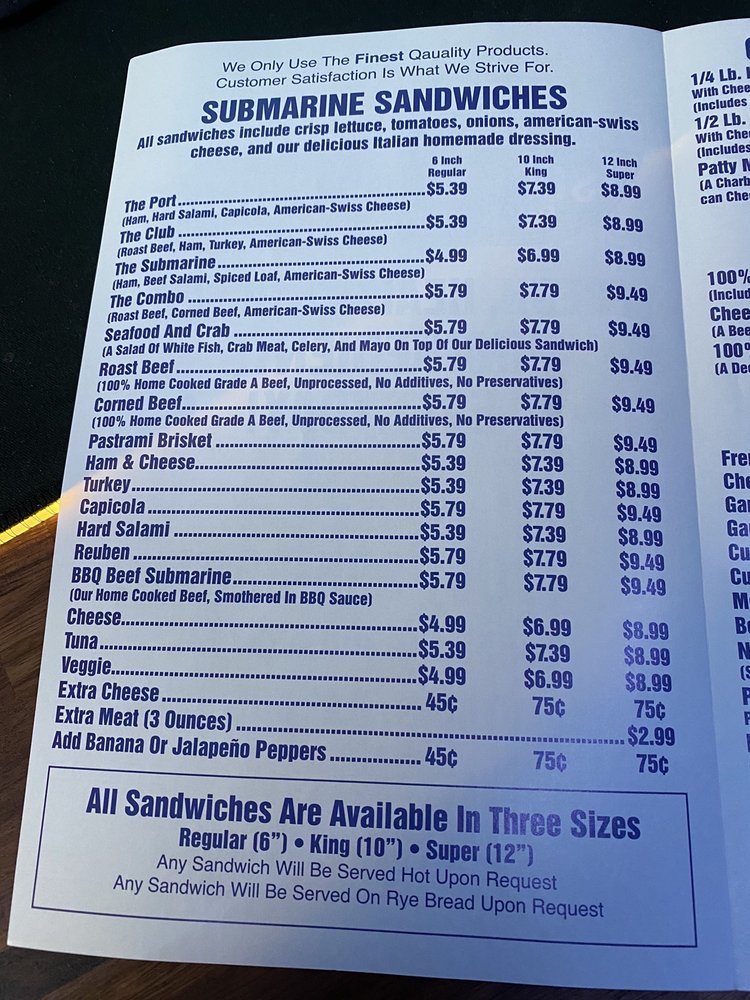 We Only Use The Finest Qauality Products.
Customer Satisfaction Is What We Strive For.
SUBMARINE SANDWICHES
All sandwiches include crisp lettuce, tomatoes, onions, american-swiss
cheese, and our delicious Italian homemade dressing.
6 Inch 10 Inch 12 Inch
Regular King Super
The Port $5.39 $7.39 $8.99
(Ham, Hard Salami, Capicola, American-Swiss Cheese)
The Club $5.39 $7.39 $8.99
(Roast Beef, Ham, Turkey, American-Swiss Cheese)
The Submarine $4.99 $6.99 $8.99
(Ham, Beef Salami, Spiced Loaf, American-Swiss Cheese)
The Combo $5.79 $7.79 $9.49
(Roast Beef, Corned Beef, American-Swiss Cheese)
Seafood And Crab $5.79 $7.79 $9.49
(A Salad Of White Fish, Crab Meat, Celery, And Mayo On Top Of Our Delicious Sandwich)
Roast Beef $5.79 $7.79 $9.49
(100% Home Cooked Grade A Beef, Unprocessed, No Additives, No Preservatives)
Corned Beef $5.79 $7.79 $9.49
(100% Home Cooked Grade A Beef, Unprocessed, No Additives, No Preservatives)
Pastrami Brisket $5.79 $7.79 $9.49
Ham & Cheese $5.39 $7.39 $8.99
Turkey $5.39 $7.39 $8.99
Capicola $5.79 $7.79 $9.49
Hard Salami $5.39 $7.39 $8.99
Reuben $5.79 $7.79 $9.49
BBQ Beef Submarine $5.79 $7.79 $9.49
(Our Home Cooked Beef, Smothered In BBQ Sauce)
Cheese $4.99 $6.99 $8.99
Tuna $5.39 $7.39 $8.99
Veggie $4.99 $6.99 $8.99
Extra Cheese 45¢ 75¢ 75¢
Extra Meat (3 Ounces) $2.99
Add Banana Or Jalapeño Peppers 45¢ 75¢ 75¢
All Sandwiches Are Available In Three Sizes
Regular (6") • King (10") • Super (12")
Any Sandwich Will Be Served Hot Upon Request
Any Sandwich Will Be Served On Rye Bread Upon Request
1/4 Lb.
With
(Includes
1/2 Lb.
With
(Includes
Patty
(A
can
100%
(A